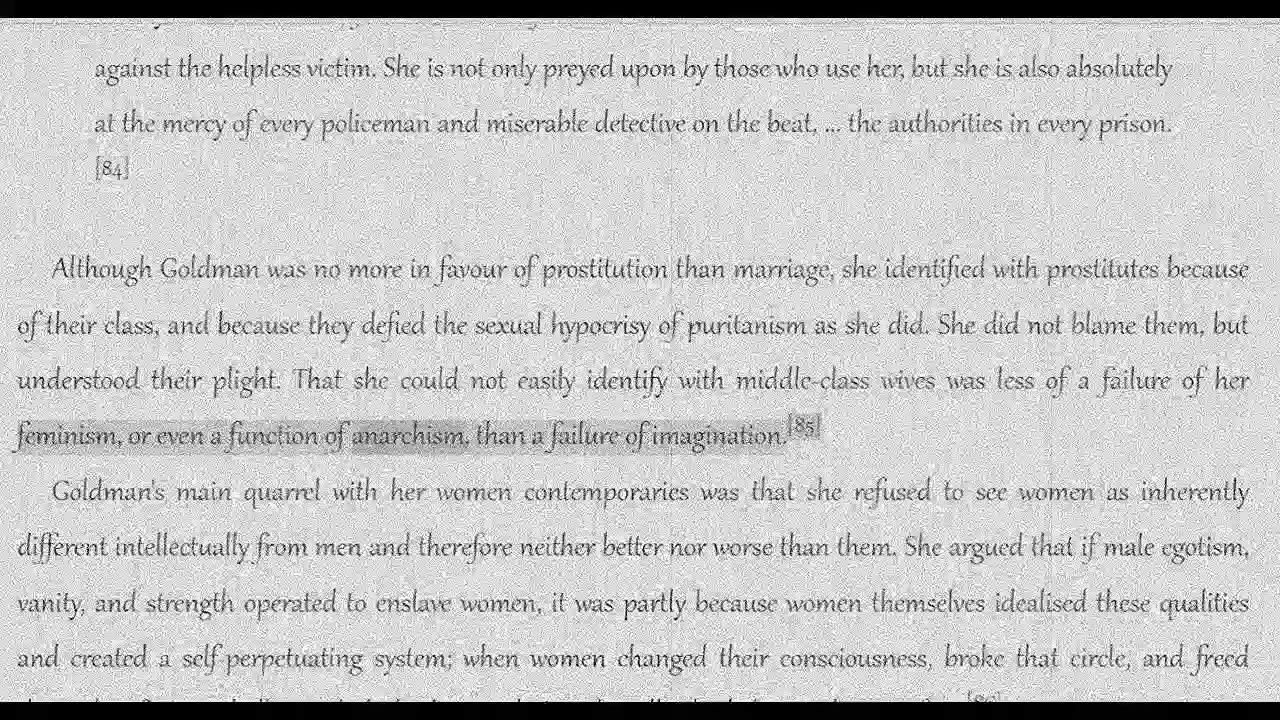 against the helpless victim. She is not only preyed upon by those who use her, but she is also absolutely
at the mercy of every policeman and miserable detective on the beat, ... the authorities in every prison.
[84]
Although Goldman was no more in favour of prostitution than marriage, she identified with prostitutes because
of their class, and because they defied the sexual hypocrisy of puritanism as she did. She did not blame them, but
understood their plight. That she could not easily identify with middle-class wives was less of a failure of her
feminism, or even a function of anarchism, than a failure of imagination.[85]
Goldman's main quarrel with her women contemporaries was that she refused to see women as inherently
different intellectually from men and therefore neither better nor worse than them. She argued that if male egotism,
vanity, and strength operated to enslave women, it was partly because women themselves idealised these qualities
and created a self perpetuating system; when women changed their consciousness, broke that circle, and freed